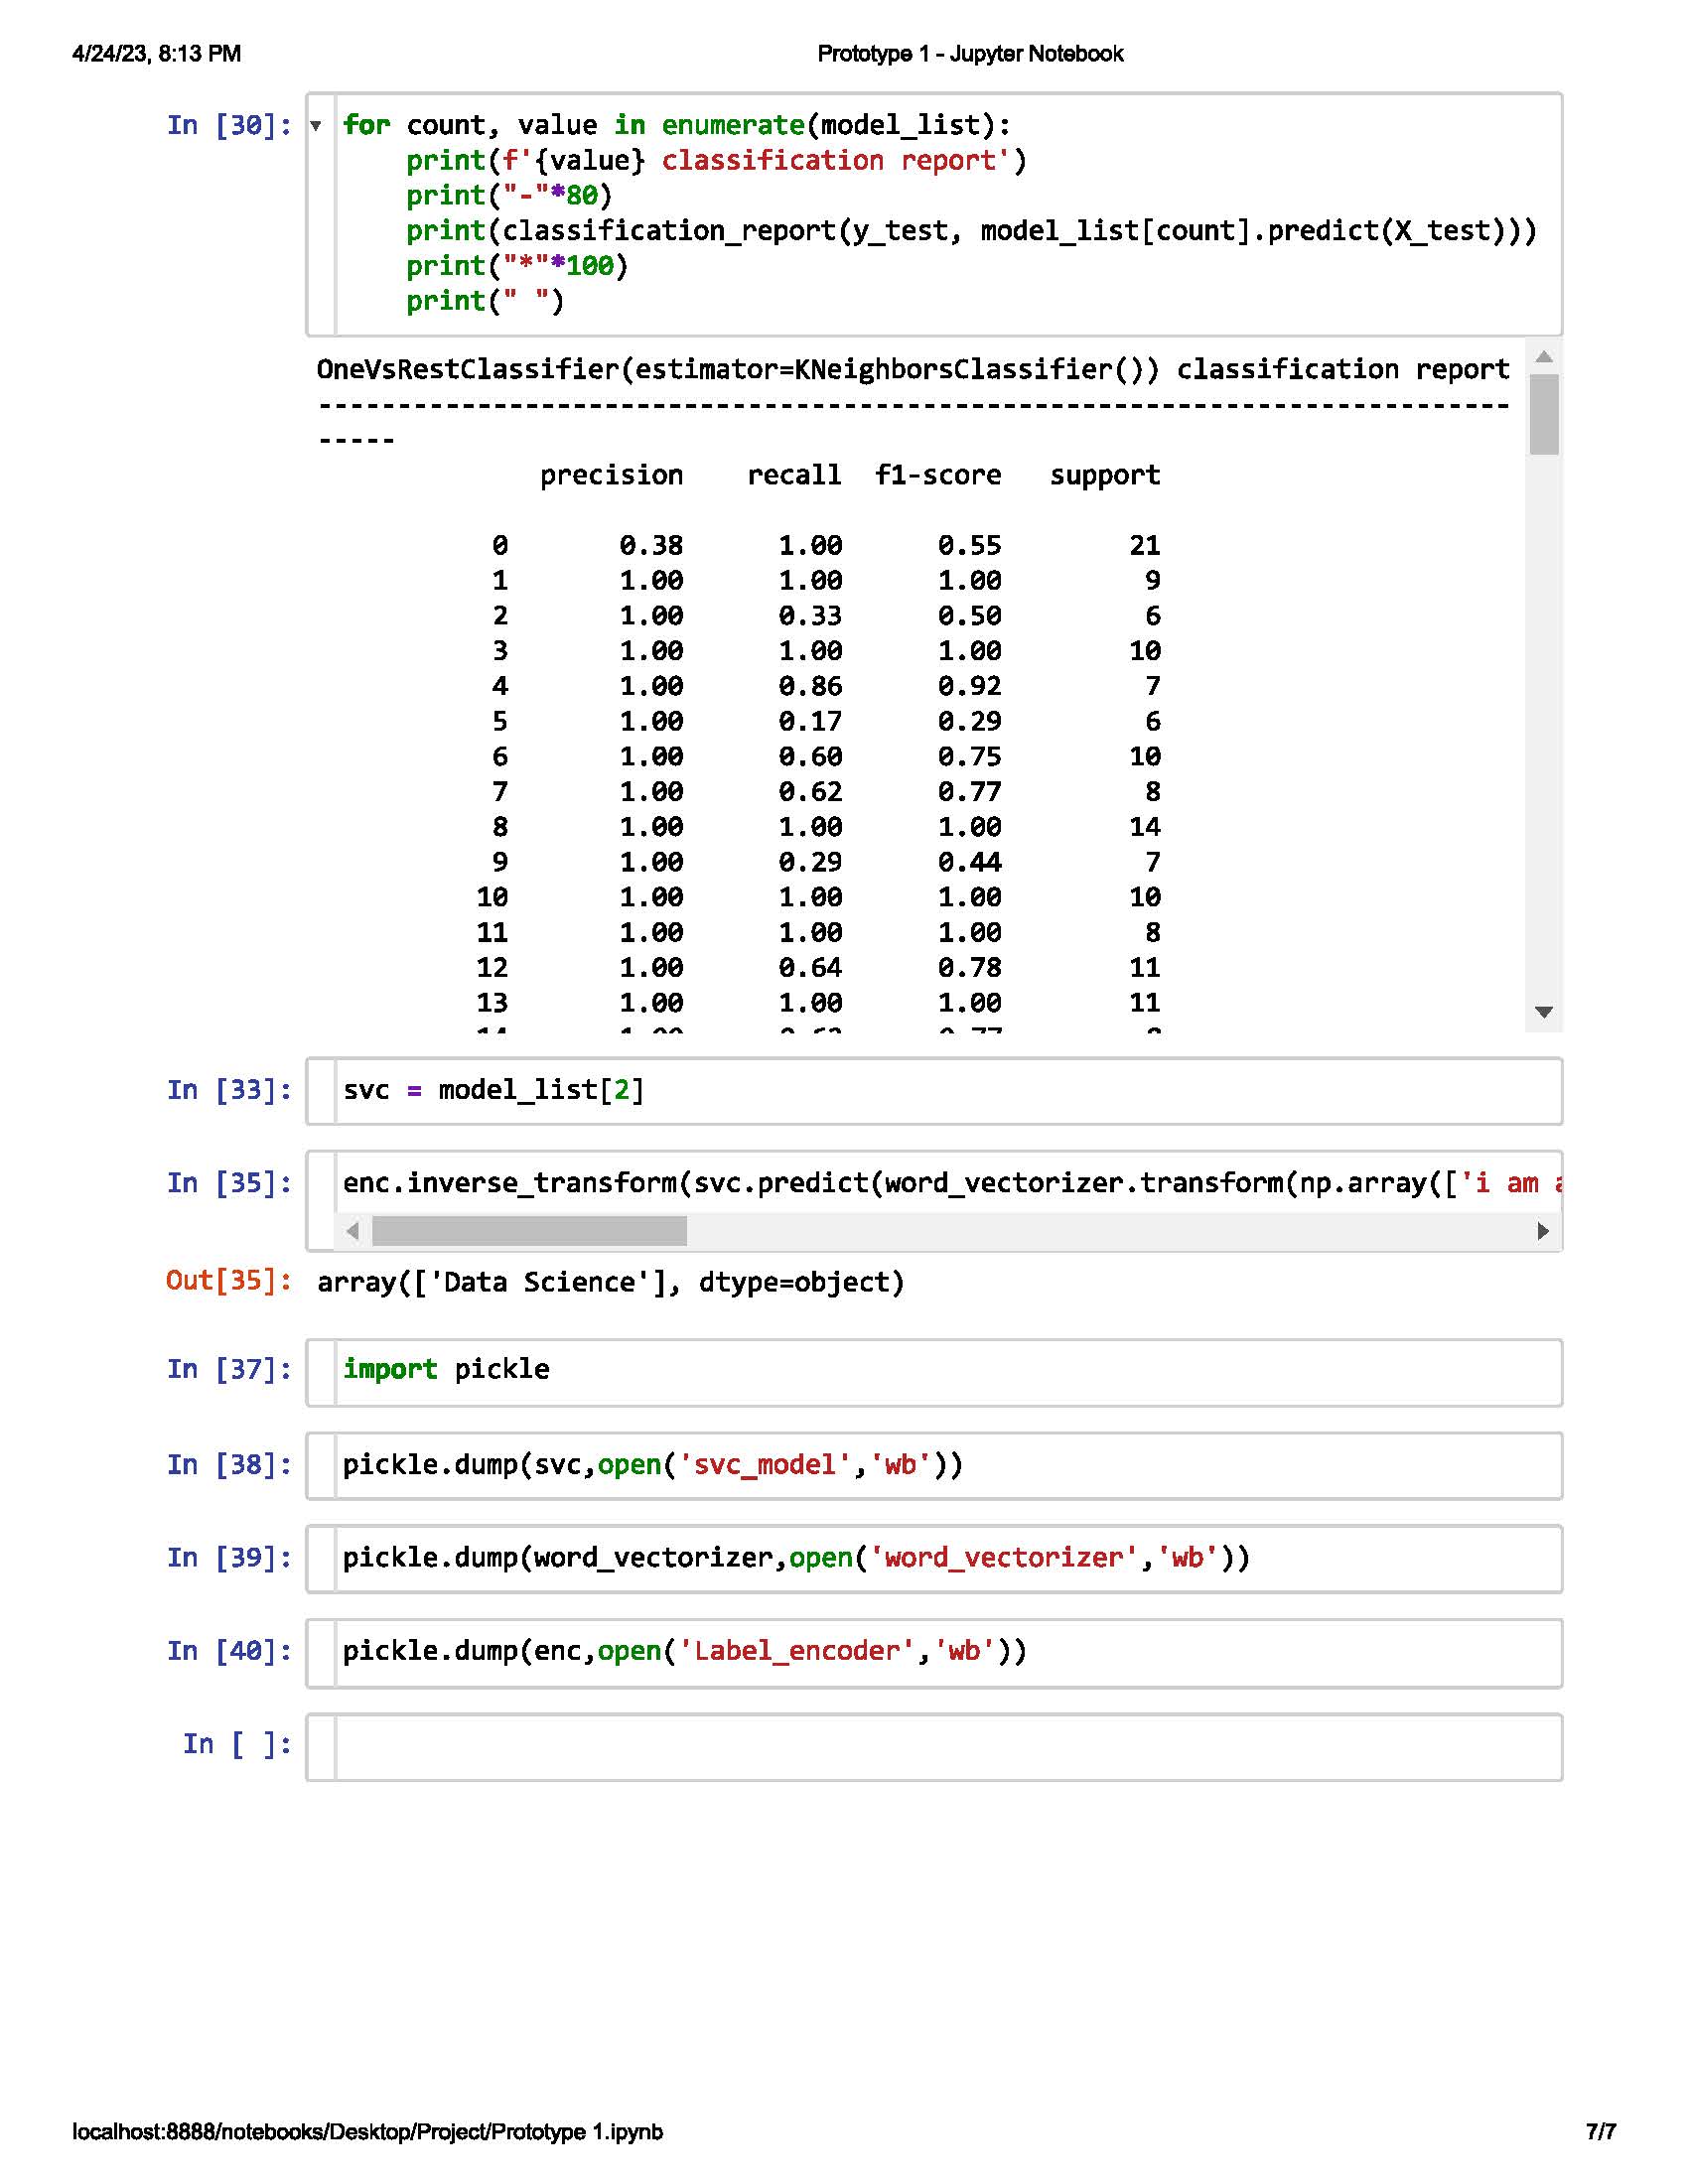 4/24/23, 8:13 PM Prototype 1 - Jupyter Notebook
In [30]: for count, value in enumerate(model_list):
print(f'{value} classification report')
print("-"*80)
print(classification_report(y_test, model_list[count].predict(X_test)))
print("*"*100)
print(" ")
OneVsRestClassifier(estimator=KNeighborsClassifier()) classification report
---------------------------------------------------------------------------
-----
precision recall f1-score support
0 0.38 1.00 0.55 21
1 1.00 1.00 1.00 9
2 1.00 0.33 0.50 6
3 1.00 1.00 1.00 10
4 1.00 0.86 0.92 7
5 1.00 0.17 0.29 6
6 1.00 0.60 0.75 10
7 1.00 0.62 0.77 8
8 1.00 1.00 1.00 14
9 1.00 0.29 0.44 7
10 1.00 1.00 1.00 10
11 1.00 1.00 1.00 8
12 1.00 0.64 0.78 11
13 1.00 1.00 1.00 11
In [33]: svc = model_list[2]
In [35]: enc.inverse_transform(svc.predict(word_vectorizer.transform(np.array(['i am
Out[35]: array(['Data Science'], dtype=object)
In [37]: import pickle
In [38]: pickle.dump(svc,open('svc_model','wb'))
In [39]: pickle.dump(word_vectorizer,open('word_vectorizer','wb'))
In [40]: pickle.dump(enc,open('Label_encoder','wb'))
In [ ]:
localhost:8888/notebooks/Desktop/Project/Prototype 1.ipynb 7/7